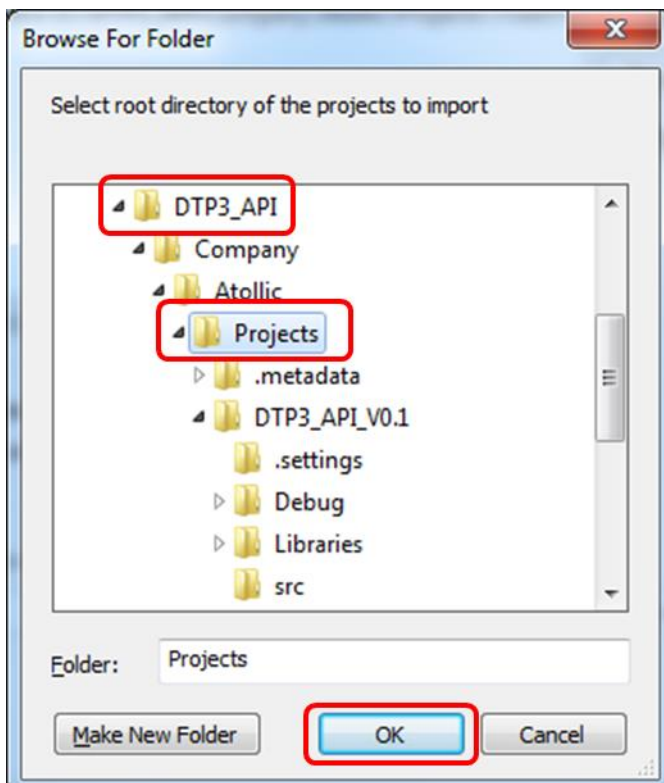 Browse For Folder
Select root directory of the projects to import
DTP3_API
Company
Atollic
Projects
.metadata
DTP3_API_V0.1
.settings
Debug
Libraries
src
Folder: Projects
Make New Folder OK Cancel